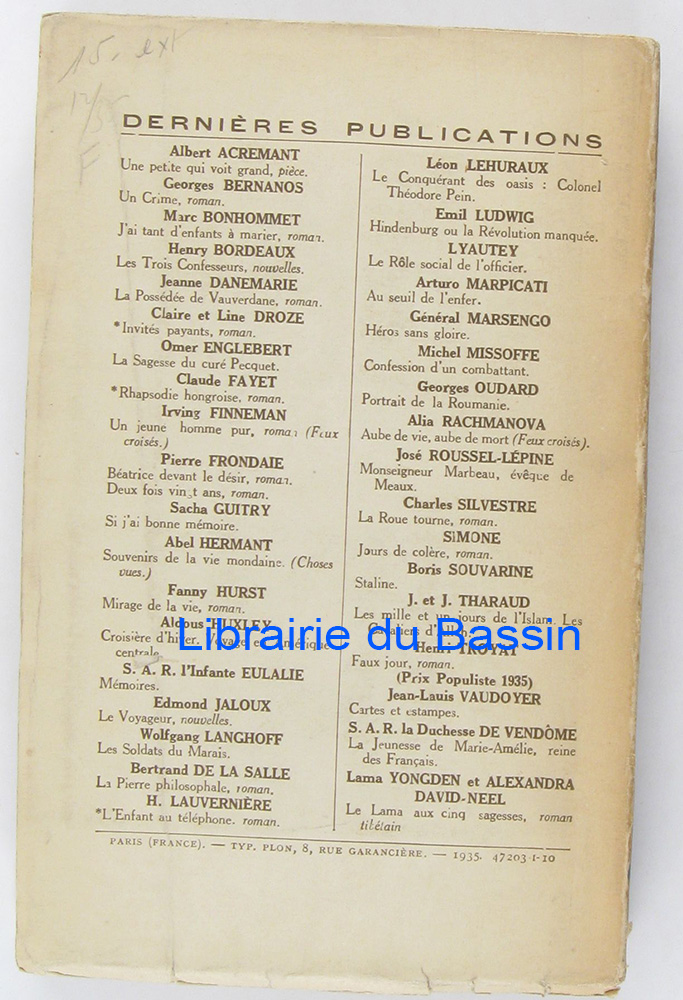 15. ext
12/35
F
DERNIÈRES PUBLICATIONS
Albert ACREMANT
Une petite qui voit grand, pièce.
Georges BERNANOS
Un Crime, roman.
Marc BONHOMMET
J'ai tant d'enfants à marier, roman.
Henry BORDEAUX
Les Trois Confesseurs, nouvelles.
Jeanne DANEMARIE
La Possédée de Vauverdane, roman.
Claire et Line DROZE
*Invités payants, roman.
Omer ENGLEBERT
La Sagesse du curé Pecquet.
Claude FAYET
*Rhapsodie hongroise, roman.
Irving FINNEMAN
Un jeune homme pur, roman (Feux
croisés.)
Pierre FRONDAIE
Béatrice devant le désir, roman.
Deux fois vingt ans, roman.
Sacha GUITRY
Si j'ai bonne mémoire.
Abel HERMANT
Souvenirs de la vie mondaine. (Choses
vues.)
Fanny HURST
Mirage de la vie, roman.
Aldous HUXLEY
Croisière d'hiver. Voyage en Amérique
centrale.
S. A. R. l'Infante EULALIE
Mémoires.
Edmond JALOUX
Le Voyageur, nouvelles.
Wolfgang LANGHOFF
Les Soldats du Marais.
Bertrand DE LA SALLE
La Pierre philosophale, roman.
H. LAUVERNIÈRE
*L'Enfant au téléphone. roman.
Léon LEHURAUX
Le Conquérant des oasis : Colonel
Théodore Pein.
Emil LUDWIG
Hindenburg ou la Révolution manquée.
LYAUTEY
Le Rôle social de l'officier.
Arturo MARPICATI
Au seuil de l'enfer.
Général MARSENGO
Héros sans gloire.
Michel MISSOFFE
Confession d'un combattant.
Georges OUDARD
Portrait de la Roumanie.
Alia RACHMANOVA
Aube de vie, aube de mort (Feux croisés).
José ROUSSEL-LÉPINE
Monseigneur Marbeau, évêque de
Meaux.
Charles SILVESTRE
La Roue tourne, roman.
SIMONE
Jours de colère, roman.
Boris SOUVARINE
Staline.
J. et J. THARAUD
Les mille et un jours de l'Islam. Les
Cavaliers d'Allah.
Henri TROYAT
Faux jour, roman.
(Prix Populiste 1935)
Jean-Louis VAUDOYER
Cartes et estampes.
S. A. R. la Duchesse DE VENDÔME
La Jeunesse de Marie-Amélie, reine
des Français.
Lama YONGDEN et ALEXANDRA
DAVID-NEEL
Le Lama aux cinq sagesses, roman
tibétain
PARIS (FRANCE). — TYP. PLON, 8, RUE GARANCIÈRE. — 1935. 47203-I-10
Librairie du Bassin